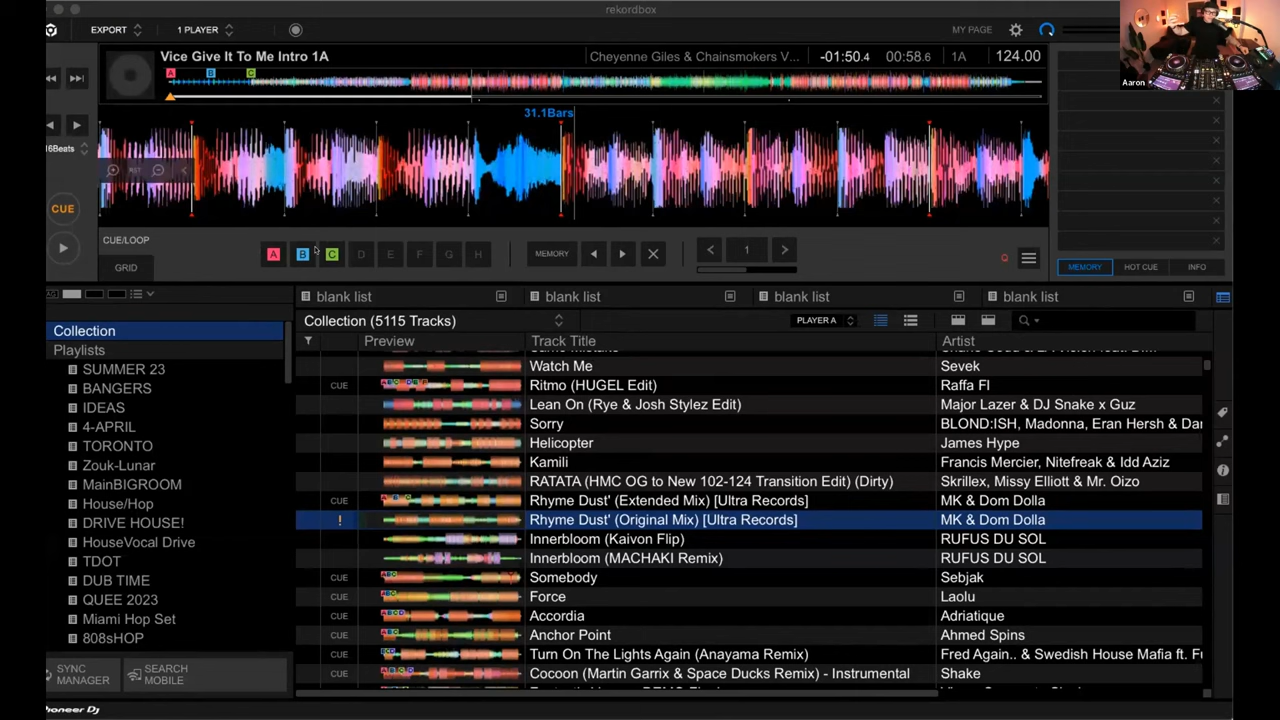 rekordbox
EXPORT
1 PLAYER
MY PAGE
Aaron
Vice Give It To Me Intro 1A
Cheyenne Giles & Chainsmokers V...
-01:50.4
00:58.6
1A
124.00
A
B
C
31.1Bars
16Beats
RST
CUE
CUE/LOOP
GRID
A
B
C
D
E
F
G
H
MEMORY
1
Q
MEMORY
HOT CUE
INFO
blank list
blank list
blank list
blank list
Collection
Playlists
SUMMER 23
BANGERS
IDEAS
4-APRIL
TORONTO
Zouk-Lunar
MainBIGROOM
House/Hop
DRIVE HOUSE!
HouseVocal Drive
TDOT
DUB TIME
QUEE 2023
Miami Hop Set
808sHOP
SYNC MANAGER
SEARCH MOBILE
Collection (5115 Tracks)
PLAYER A
Preview Track Title Artist
Watch Me Sevek
CUE Ritmo (HUGEL Edit) Raffa Fl
Lean On (Rye & Josh Stylez Edit) Major Lazer & DJ Snake x Guz
Sorry BLOND:ISH, Madonna, Eran Hersh & Dar
Helicopter James Hype
Kamili Francis Mercier, Nitefreak & Idd Aziz
RATATA (HMC OG to New 102-124 Transition Edit) (Dirty) Skrillex, Missy Elliott & Mr. Oizo
CUE Rhyme Dust' (Extended Mix) [Ultra Records] MK & Dom Dolla
! Rhyme Dust' (Original Mix) [Ultra Records] MK & Dom Dolla
Innerbloom (Kaivon Flip) RUFUS DU SOL
Innerbloom (MACHAKI Remix) RUFUS DU SOL
CUE Somebody Sebjak
CUE Force Laolu
CUE Accordia Adriatique
CUE Anchor Point Ahmed Spins
CUE Turn On The Lights Again (Anayama Remix) Fred Again.. & Swedish House Mafia ft. Fu
CUE Cocoon (Martin Garrix & Space Ducks Remix) - Instrumental Shake
Pioneer Dj